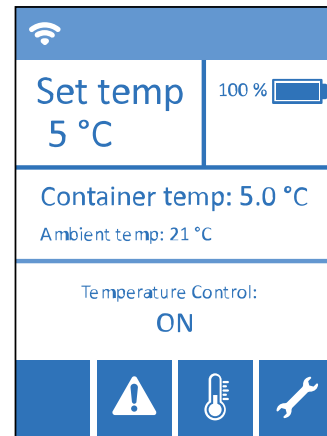 Set temp
5 °C
100 %
Container temp: 5.0 °C
Ambient temp: 21 °C
Temperature Control:
ON